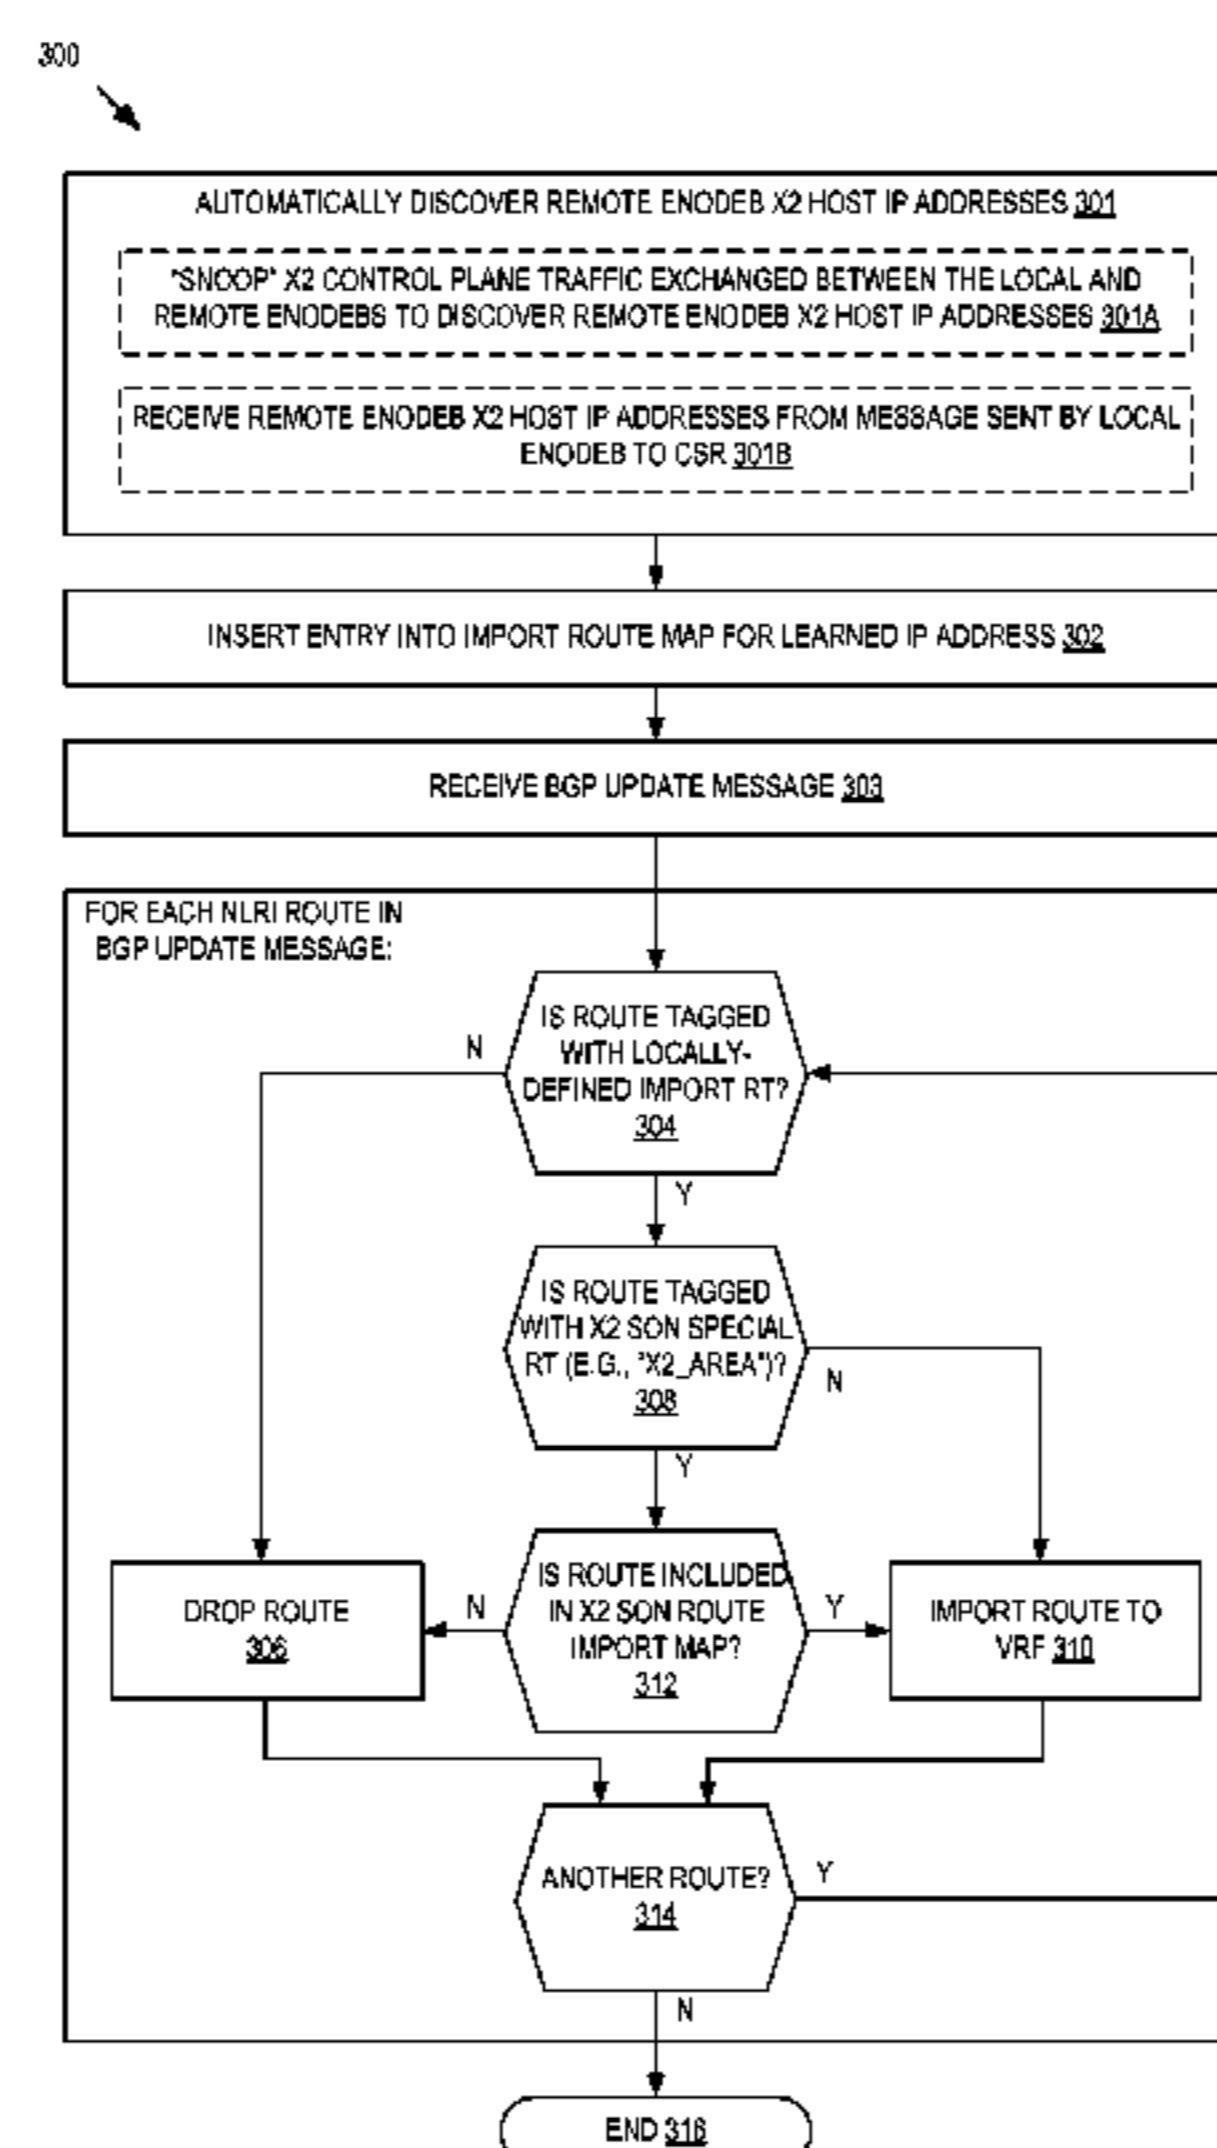 300
AUTOMATICALLY DISCOVER REMOTE ENODEB X2 HOST IP ADDRESSES 301
"SNOOP" X2 CONTROL PLANE TRAFFIC EXCHANGED BETWEEN THE LOCAL AND
REMOTE ENODEBS TO DISCOVER REMOTE ENODEB X2 HOST IP ADDRESSES 301A
RECEIVE REMOTE ENODEB X2 HOST IP ADDRESSES FROM MESSAGE SENT BY LOCAL
ENODEB TO CSR 301B
INSERT ENTRY INTO IMPORT ROUTE MAP FOR LEARNED IP ADDRESS 302
RECEIVE BGP UPDATE MESSAGE 303
FOR EACH NLRI ROUTE IN
BGP UPDATE MESSAGE:
IS ROUTE TAGGED
WITH LOCALLY-
DEFINED IMPORT RT?
304
N
Y
IS ROUTE TAGGED
WITH X2 SON SPECIAL
RT (E.G., "X2_AREA")?
308
N
Y
IS ROUTE INCLUDED
IN X2 SON ROUTE
IMPORT MAP?
312
N
Y
DROP ROUTE
306
IMPORT ROUTE TO
VRF 310
ANOTHER ROUTE?
314
Y
N
END 316